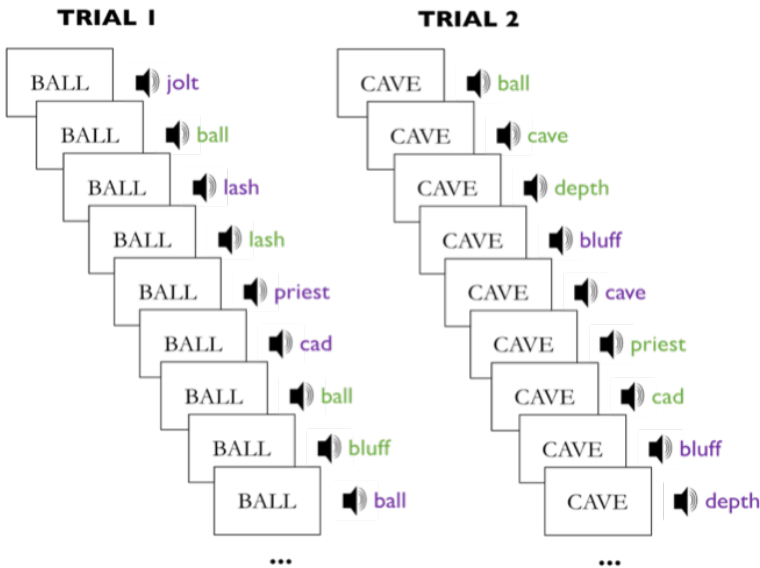 TRIAL 1
BALL jolt
BALL ball
BALL lash
BALL lash
BALL priest
BALL cad
BALL ball
BALL bluff
BALL ball
...
TRIAL 2
CAVE ball
CAVE cave
CAVE depth
CAVE bluff
CAVE cave
CAVE priest
CAVE cad
CAVE bluff
CAVE depth
...